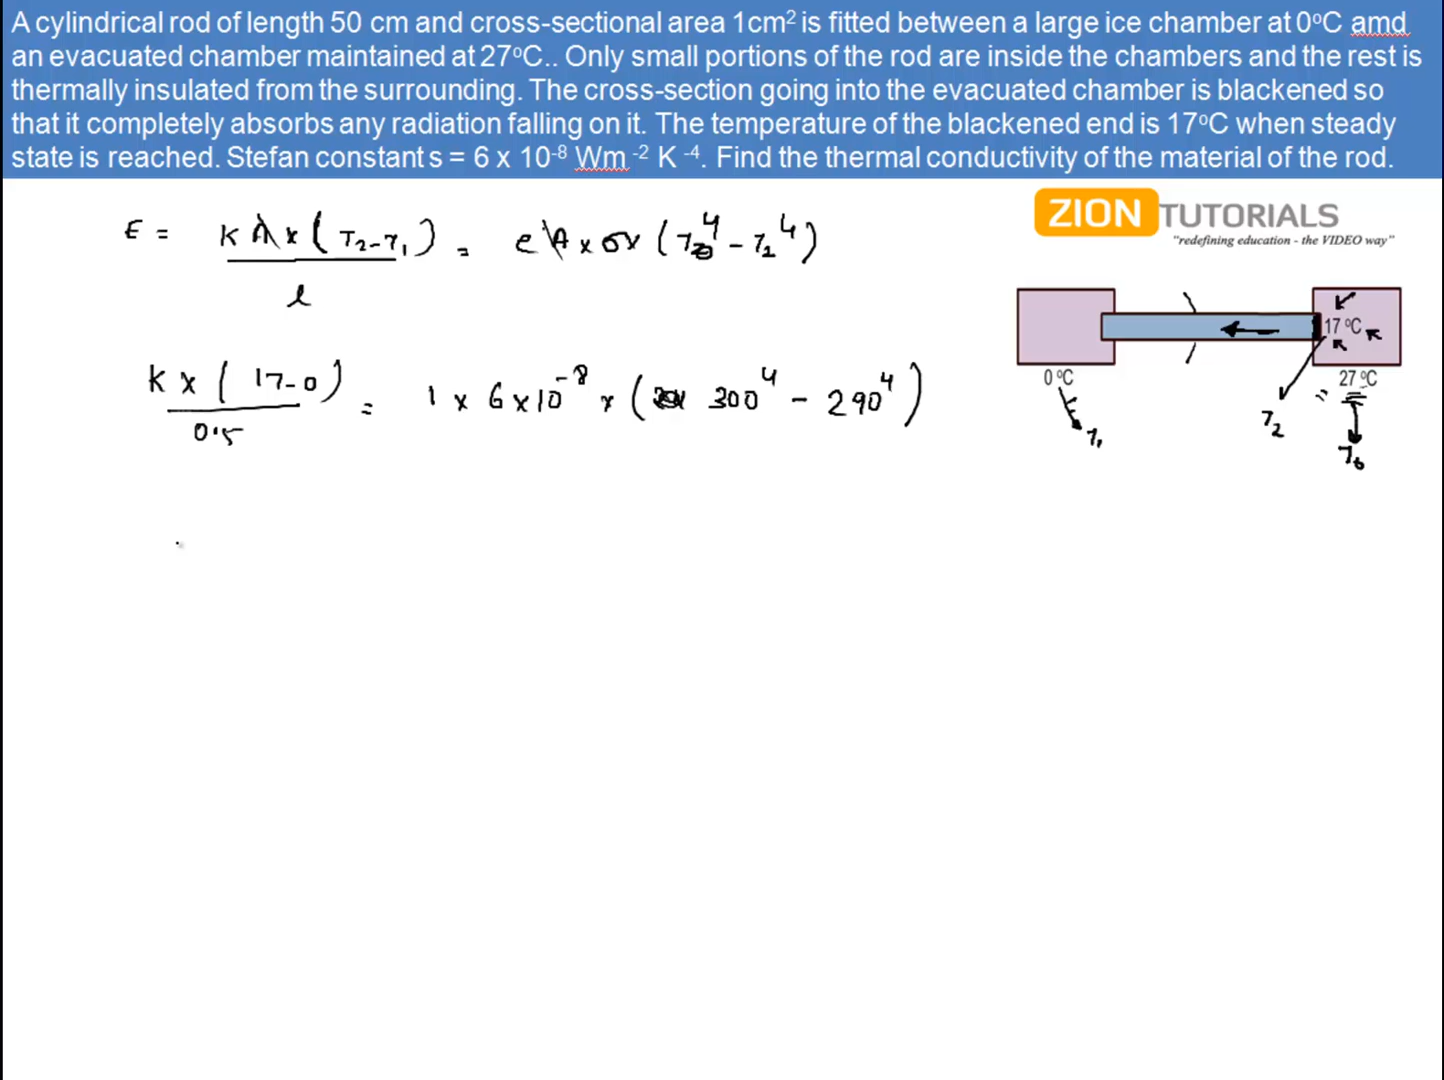 A cylindrical rod of length 50 cm and cross-sectional area 1cm² is fitted between a large ice chamber at 0°C amd
an evacuated chamber maintained at 27°C.. Only small portions of the rod are inside the chambers and the rest is
thermally insulated from the surrounding. The cross-section going into the evacuated chamber is blackened so
that it completely absorbs any radiation falling on it. The temperature of the blackened end is 17°C when steady
state is reached. Stefan constant s = 6 x 10⁻⁸ Wm ⁻² K ⁻⁴. Find the thermal conductivity of the material of the rod.
ZION TUTORIALS
"redefining education - the VIDEO way"
E = K A x (T₂-T₁) / l = e A x σ x (T₀⁴ - T₂⁴)
17 °C
0 °C
27 °C
T₁
T₂
T₀
K x (17-0) / 0.5 = 1 x 6 x 10⁻⁸ x (300⁴ - 290⁴)